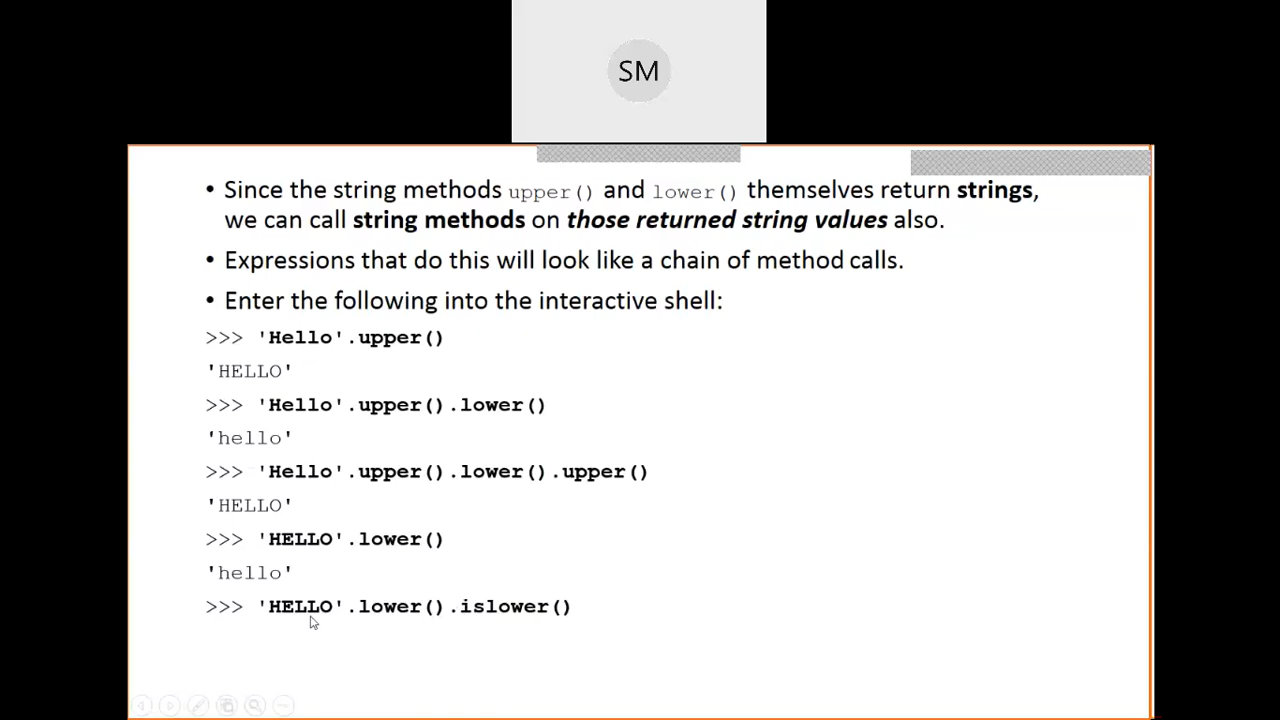 SM
• Since the string methods upper() and lower() themselves return strings,
we can call string methods on those returned string values also.
• Expressions that do this will look like a chain of method calls.
• Enter the following into the interactive shell:
>>> 'Hello'.upper()
'HELLO'
>>> 'Hello'.upper().lower()
'hello'
>>> 'Hello'.upper().lower().upper()
'HELLO'
>>> 'HELLO'.lower()
'hello'
>>> 'HELLO'.lower().islower()